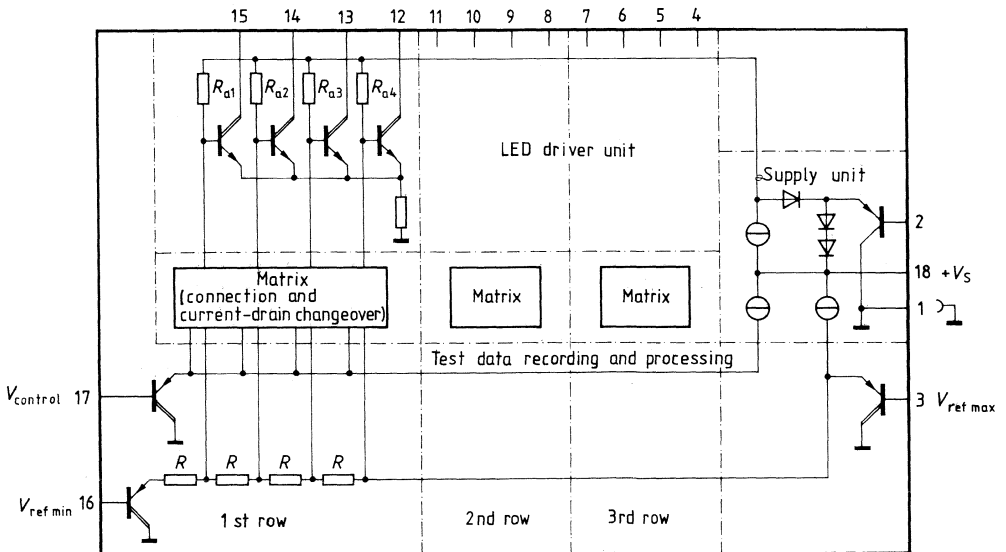 15 14 13 12 11 10 9 8 7 6 5 4
Ra1 Ra2 Ra3 Ra4
LED driver unit
Supply unit
2
18 +VS
1
Matrix
(connection and
current-drain changeover)
Matrix
Matrix
Test data recording and processing
Vcontrol 17
3 Vref max
R R R R
Vref min 16
1 st row
2nd row
3rd row